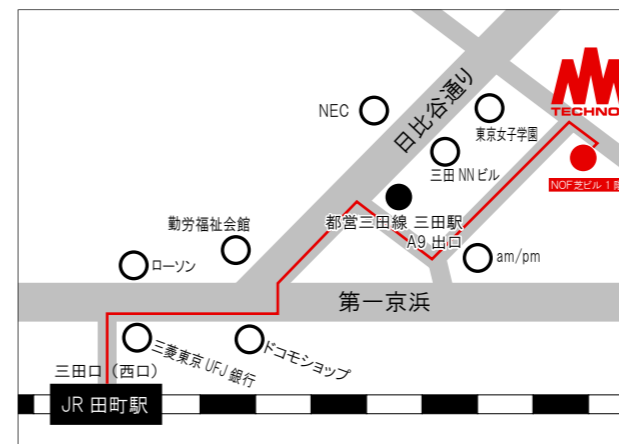 TECHNO
NOF芝ビル 1階
NEC
日比谷通り
東京女子学園
三田 NN ビル
都営三田線 三田駅
A9 出口
勤労福祉会館
ローソン
am/pm
第一京浜
三菱東京 UFJ 銀行
ドコモショップ
三田口（西口）
JR 田町駅